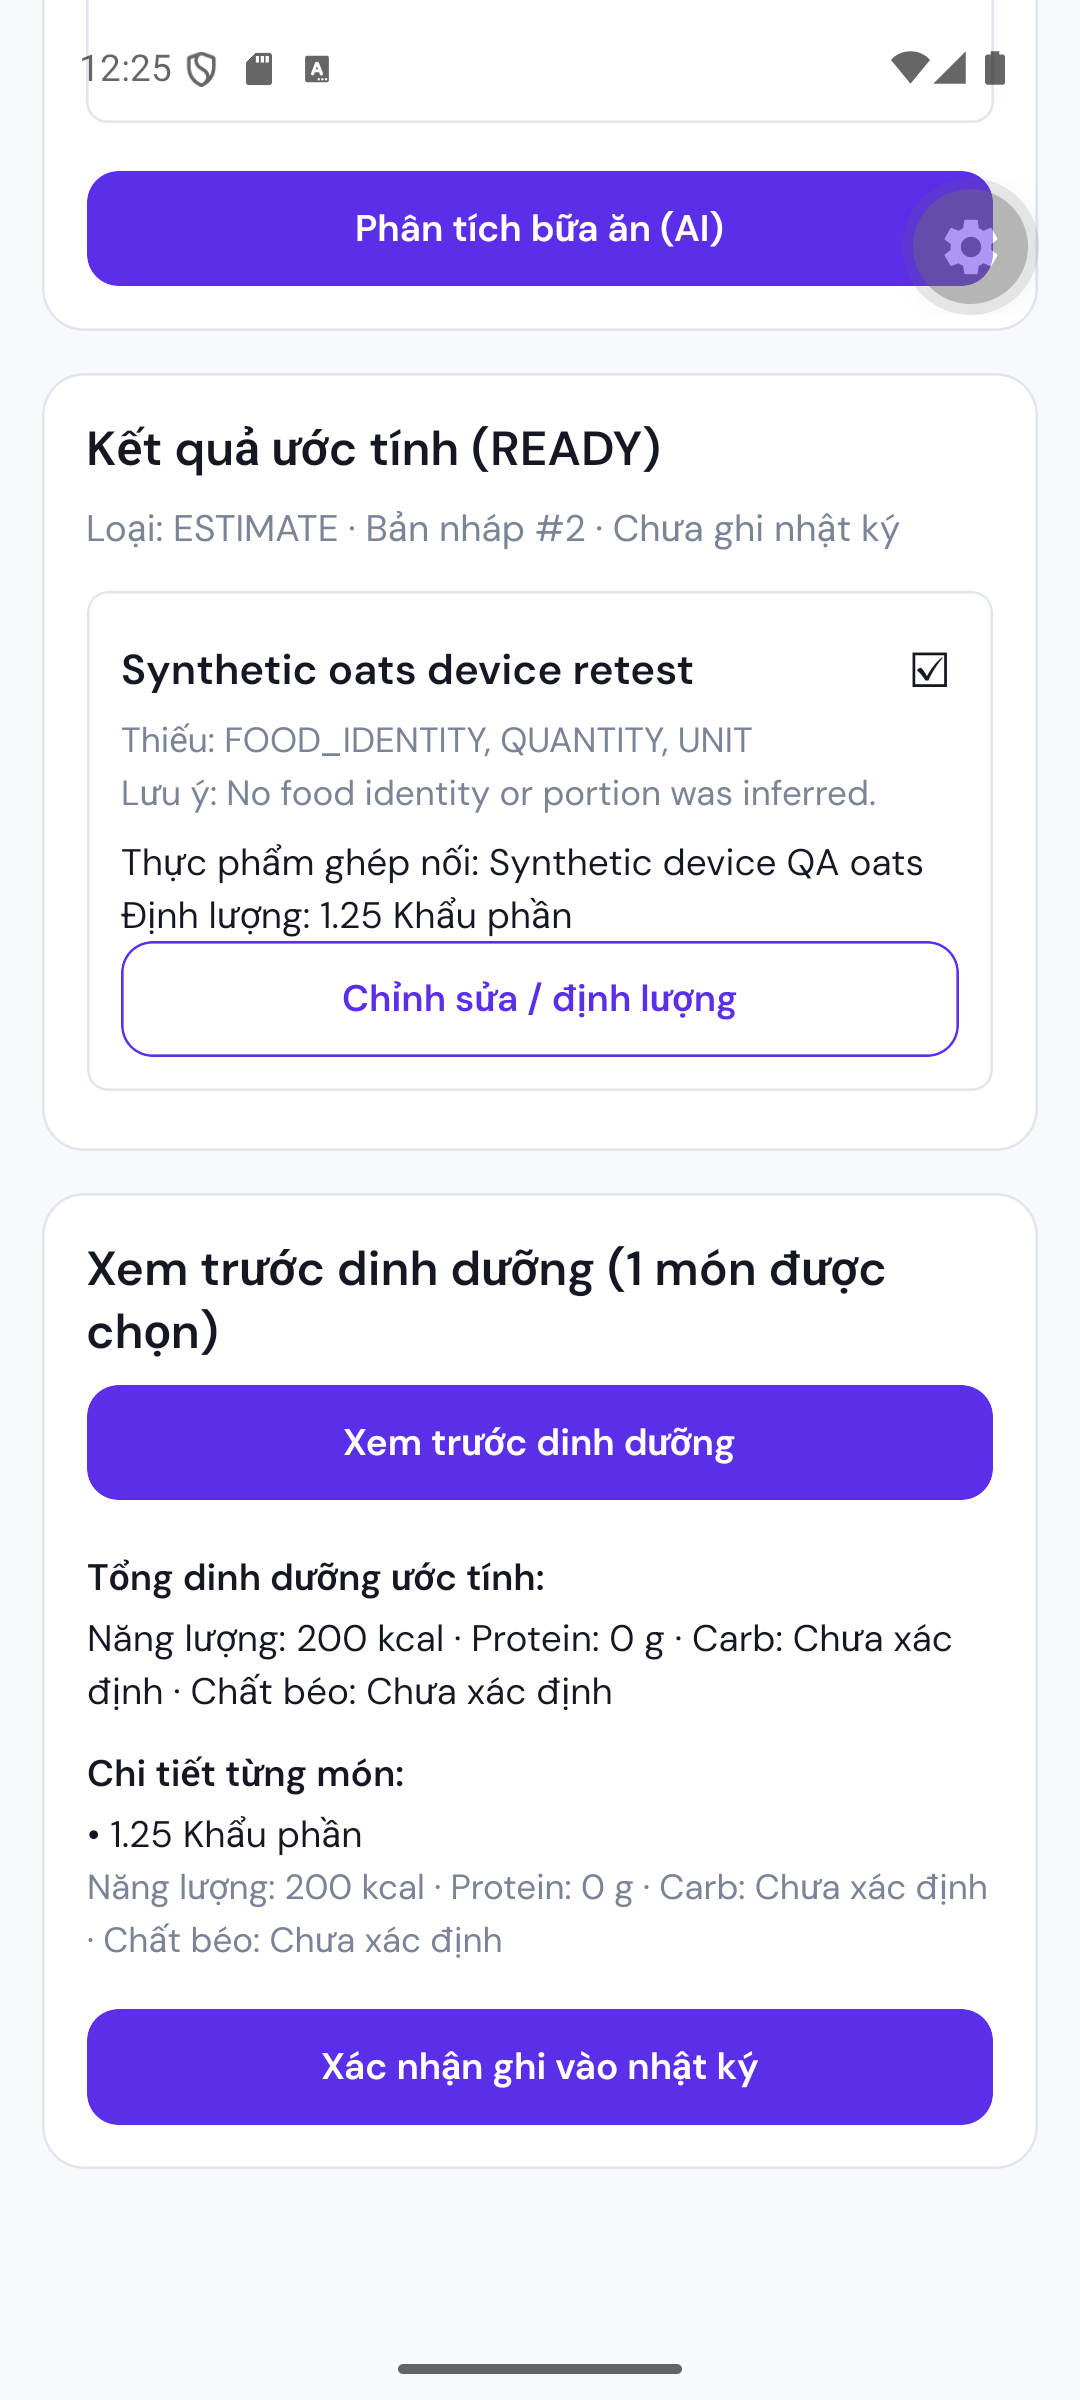 12:25
Phân tích bữa ăn (AI)
Kết quả ước tính (READY)
Loại: ESTIMATE · Bản nháp #2 · Chưa ghi nhật ký
Synthetic oats device retest ☑
Thiếu: FOOD_IDENTITY, QUANTITY, UNIT
Lưu ý: No food identity or portion was inferred.
Thực phẩm ghép nối: Synthetic device QA oats
Định lượng: 1.25 Khẩu phần
Chỉnh sửa / định lượng
Xem trước dinh dưỡng (1 món được
chọn)
Xem trước dinh dưỡng
Tổng dinh dưỡng ước tính:
Năng lượng: 200 kcal · Protein: 0 g · Carb: Chưa xác
định · Chất béo: Chưa xác định
Chi tiết từng món:
• 1.25 Khẩu phần
Năng lượng: 200 kcal · Protein: 0 g · Carb: Chưa xác định
· Chất béo: Chưa xác định
Xác nhận ghi vào nhật ký